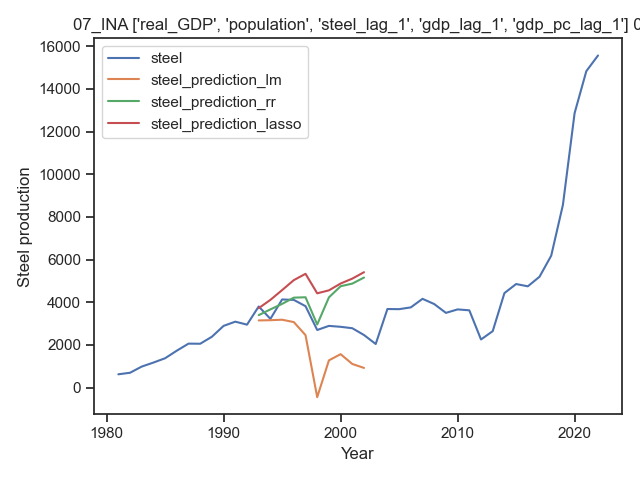 07_INA ['real_GDP', 'population', 'steel_lag_1', 'gdp_lag_1', 'gdp_pc_lag_1'] 0
steel
steel_prediction_lm
steel_prediction_rr
steel_prediction_lasso
16000
14000
12000
10000
8000
6000
4000
2000
0
Steel production
1980
1990
2000
2010
2020
Year